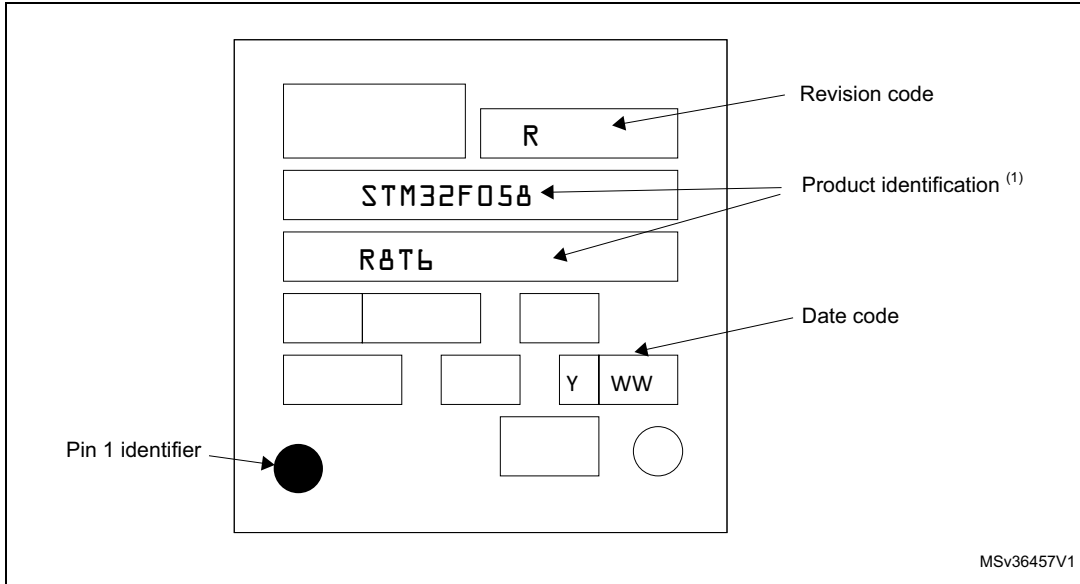 Revision code
R
STM32F058
Product identification (1)
R8T6
Date code
Y WW
Pin 1 identifier
MSv36457V1